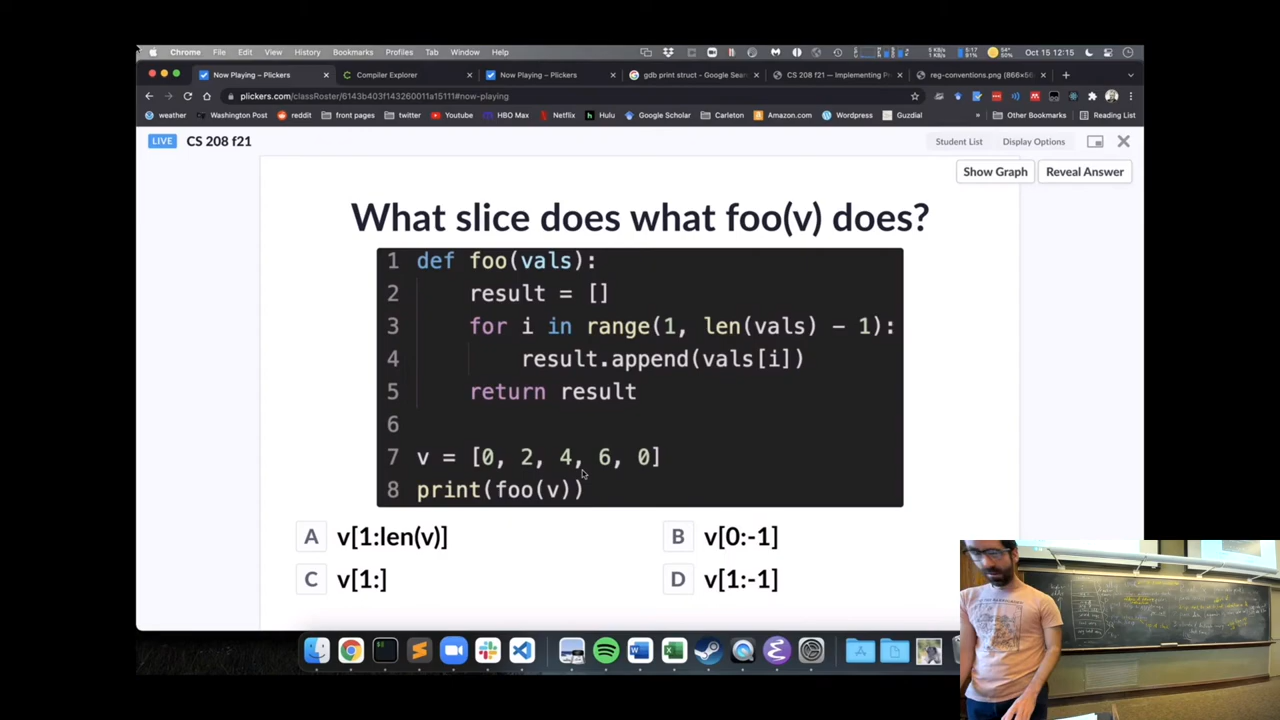 Chrome File Edit View History Bookmarks Profiles Tab Window Help
Oct 15 12:15
Now Playing – Plickers
Compiler Explorer
Now Playing – Plickers
gdb print struct - Google Sear
CS 208 f21 — Implementing P
reg-conventions.png (866×56
plickers.com/classRoster/6143b403f143260011a15111#now-playing
weather Washington Post reddit front pages twitter Youtube HBO Max Netflix Hulu Google Scholar Carleton Amazon.com Wordpress Guzdial » Other Bookmarks Reading List
LIVE CS 208 f21 Student List Display Options
Show Graph Reveal Answer
What slice does what foo(v) does?
1 def foo(vals):
2 result = []
3 for i in range(1, len(vals) - 1):
4 result.append(vals[i])
5 return result
6
7 v = [0, 2, 4, 6, 0]
8 print(foo(v))
A v[1:len(v)]
B v[0:-1]
C v[1:]
D v[1:-1]